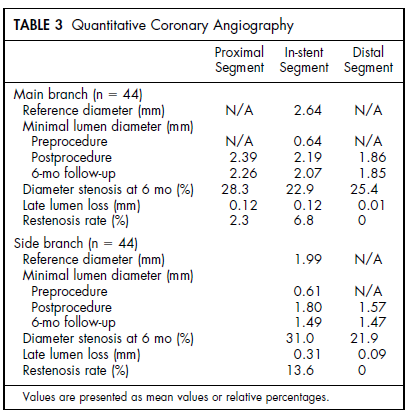 TABLE 3 Quantitative Coronary Angiography
Proximal Segment In-stent Segment Distal Segment
Main branch (n = 44)
Reference diameter (mm) N/A 2.64 N/A
Minimal lumen diameter (mm)
Preprocedure N/A 0.64 N/A
Postprocedure 2.39 2.19 1.86
6-mo follow-up 2.26 2.07 1.85
Diameter stenosis at 6 mo (%) 28.3 22.9 25.4
Late lumen loss (mm) 0.12 0.12 0.01
Restenosis rate (%) 2.3 6.8 0
Side branch (n = 44)
Reference diameter (mm) 1.99 N/A
Minimal lumen diameter (mm)
Preprocedure 0.61 N/A
Postprocedure 1.80 1.57
6-mo follow-up 1.49 1.47
Diameter stenosis at 6 mo (%) 31.0 21.9
Late lumen loss (mm) 0.31 0.09
Restenosis rate (%) 13.6 0
Values are presented as mean values or relative percentages.